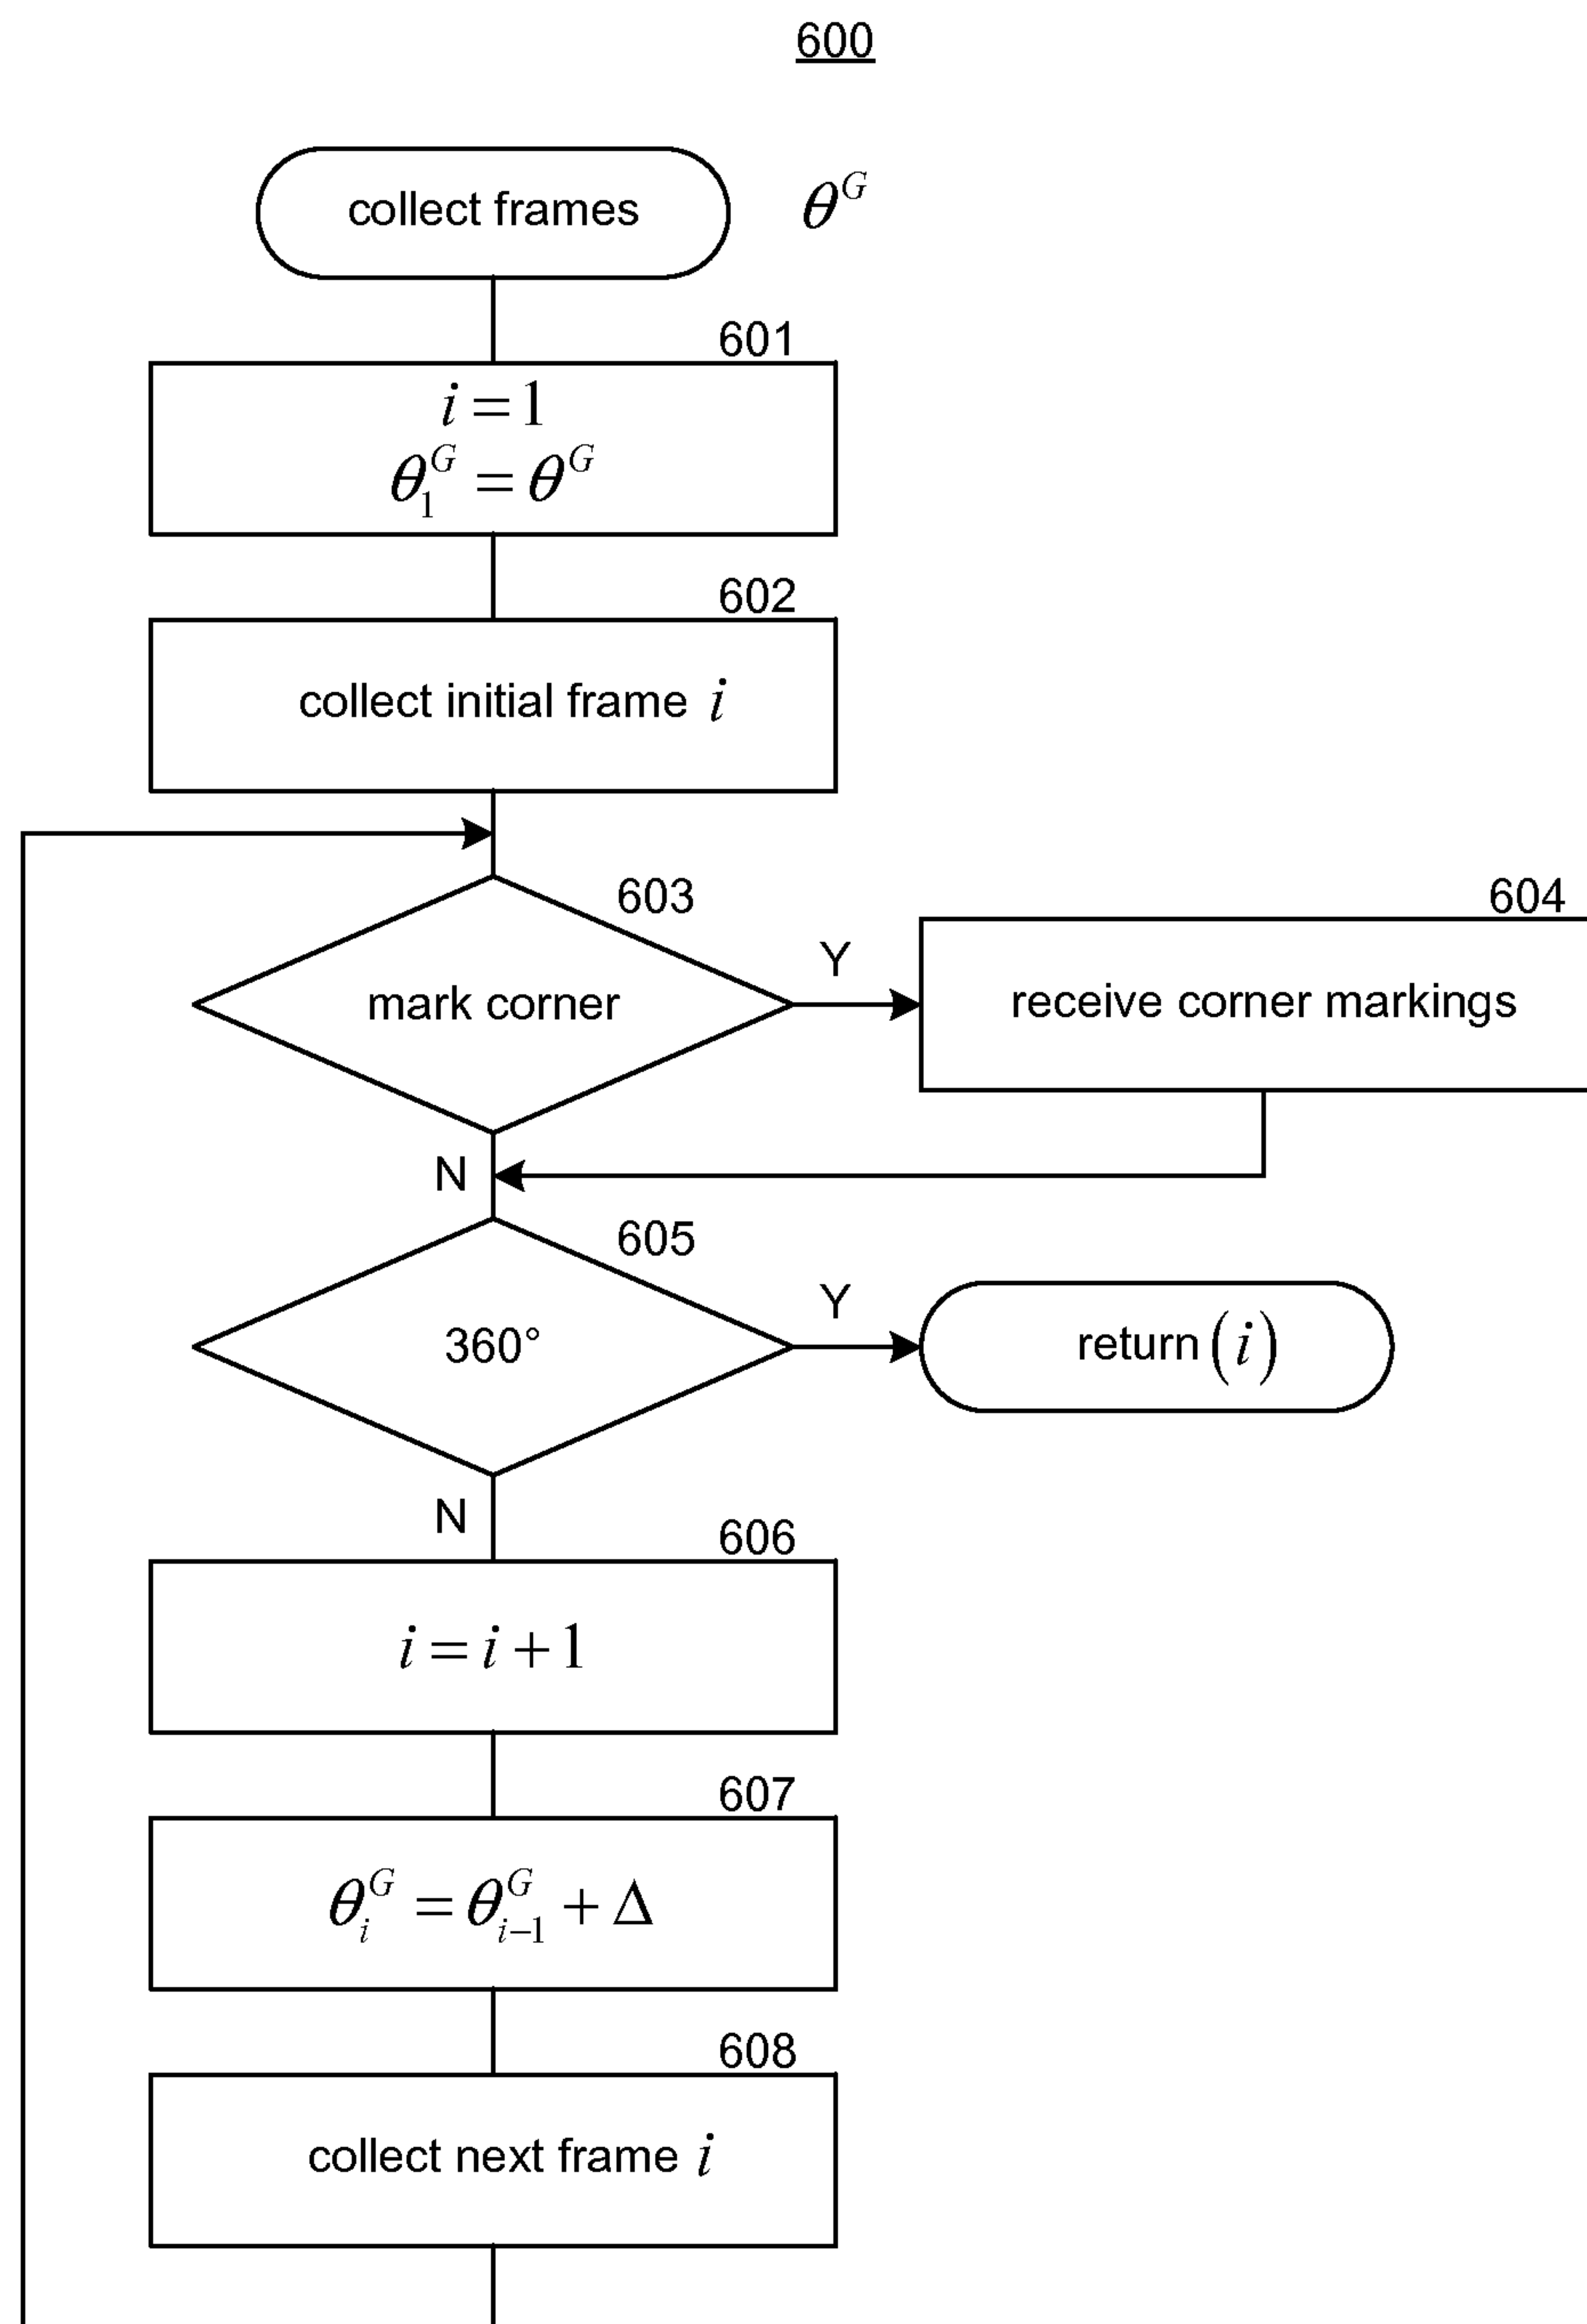 600
collect frames θ^G
601
i = 1
θ_1^G = θ^G
602
collect initial frame i
603
604
Y
mark corner
receive corner markings
N
605
Y
360°
return (i)
N
606
i = i + 1
607
θ_i^G = θ_{i−1}^G + Δ
608
collect next frame i